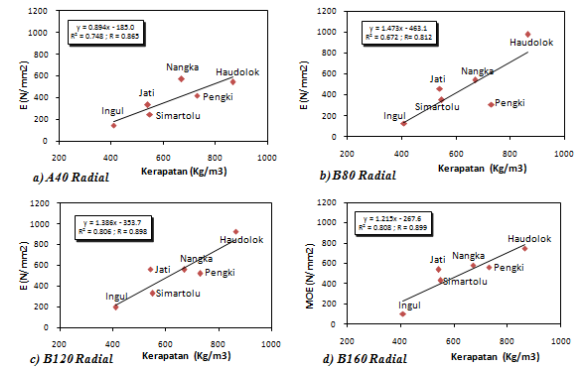 1200
1000
800
600
400
200
0
E (N/mm2)
y = 0.894x - 185.0
R² = 0.748 ; R = 0.865
Ingul
Jati
Simartolu
Nangka
Pengki
Haudolok
200 400 600 800 1000
Kerapatan (Kg/m3)
a) A40 Radial
1200
1000
800
600
400
200
0
E (N/mm2)
y = 1.473x - 463.1
R² = 0.672 ; R= 0.812
Ingul
Jati
Simartolu
Nangka
Pengki
Haudolok
200 400 600 800 1000
Kerapatan (Kg/m3)
b) B80 Radial
1200
1000
800
600
400
200
0
E (N/mm2)
y = 1.386x - 353.7
R² = 0.806 ; R = 0.898
Ingul
Jati
Simartolu
Nangka
Pengki
Haudolok
200 400 600 800 1000
Kerapatan (Kg/m3)
c) B120 Radial
1200
1000
800
600
400
200
0
MOE (N/mm2)
y = 1.215x - 267.6
R² = 0.808 ; R = 0.899
Ingul
Jati
Simartolu
Nangka
Pengki
Haudolok
200 400 600 800 1000
Kerapatan (Kg/m3)
d) B160 Radial